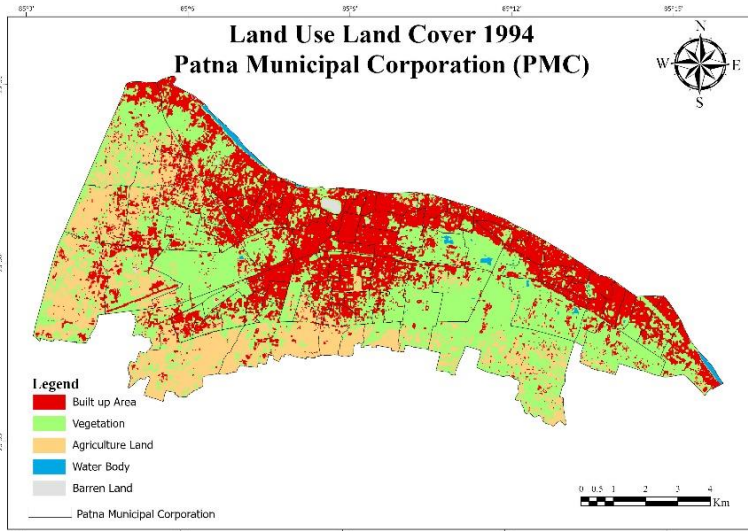 85°3'
85°6'
85°9'
85°12'
85°15'
Land Use Land Cover 1994
Patna Municipal Corporation (PMC)
N
W
E
S
Legend
Built up Area
Vegetation
Agriculture Land
Water Body
Barren Land
Patna Municipal Corporation
0 0.5 1 2 3 4
Km